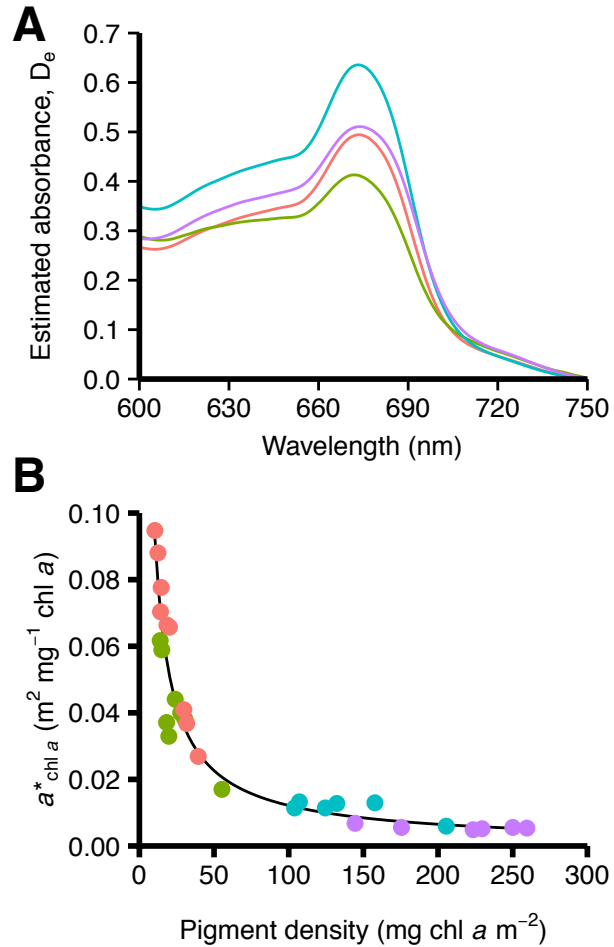 A
Estimated absorbance, Dₑ
0.7
0.6
0.5
0.4
0.3
0.2
0.1
0.0
600 630 660 690 720 750
Wavelength (nm)
B
a*chl a (m² mg⁻¹ chl a)
0.10
0.08
0.06
0.04
0.02
0.00
0 50 100 150 200 250 300
Pigment density (mg chl a m⁻²)